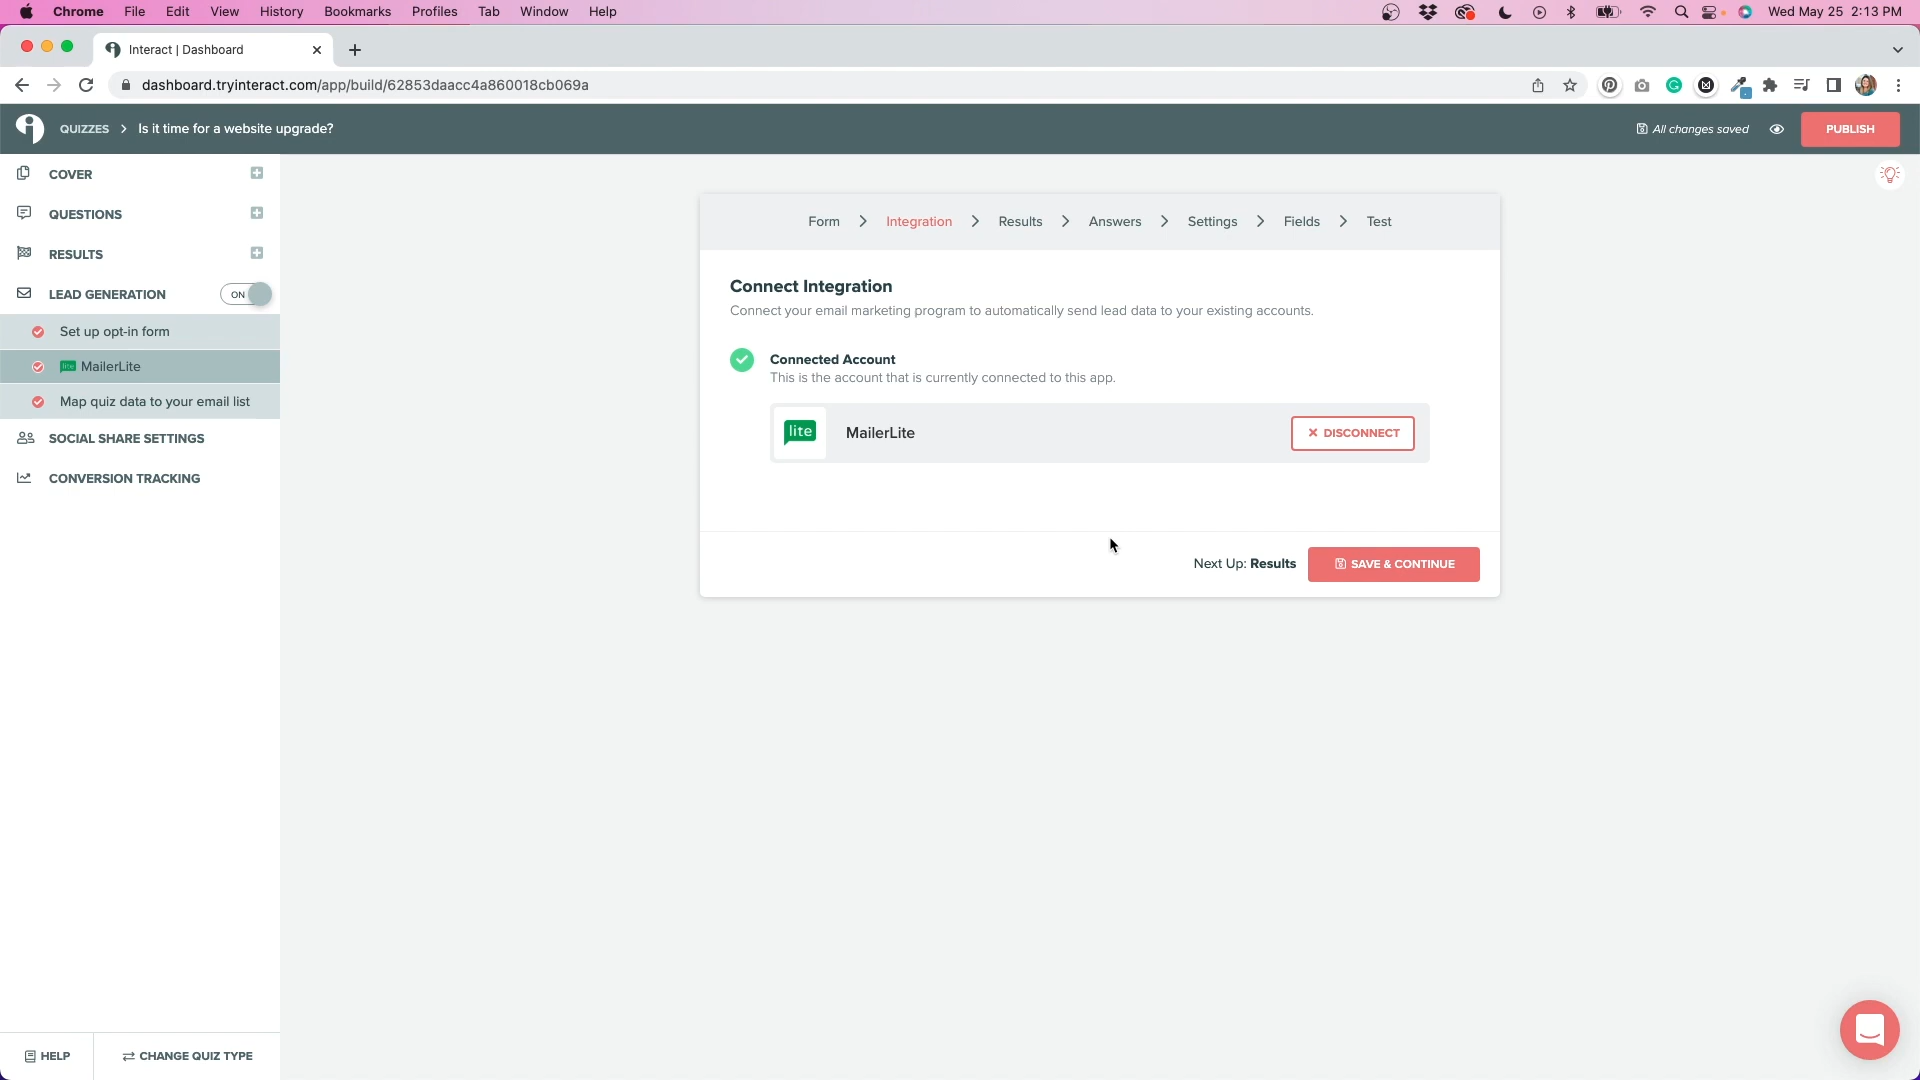 Chrome File Edit View History Bookmarks Profiles Tab Window Help Wed May 25 2:13 PM
Interact | Dashboard
dashboard.tryinteract.com/app/build/62853daacc4a860018cb069a
QUIZZES > Is it time for a website upgrade? All changes saved PUBLISH
COVER
QUESTIONS
RESULTS
LEAD GENERATION ON
Set up opt-in form
lite MailerLite
Map quiz data to your email list
SOCIAL SHARE SETTINGS
CONVERSION TRACKING
HELP CHANGE QUIZ TYPE
Form > Integration > Results > Answers > Settings > Fields > Test
Connect Integration
Connect your email marketing program to automatically send lead data to your existing accounts.
Connected Account
This is the account that is currently connected to this app.
lite MailerLite DISCONNECT
Next Up: Results SAVE & CONTINUE